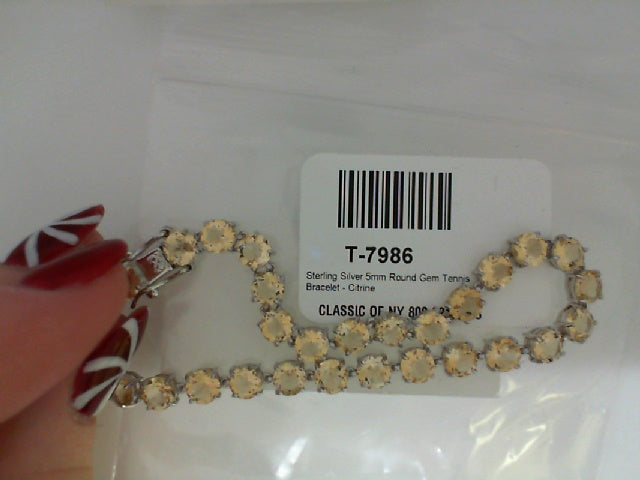 T-7986
Sterling Silver 5mm Round Gem Tennis
Bracelet - Citrine
CLASSIC OF NY